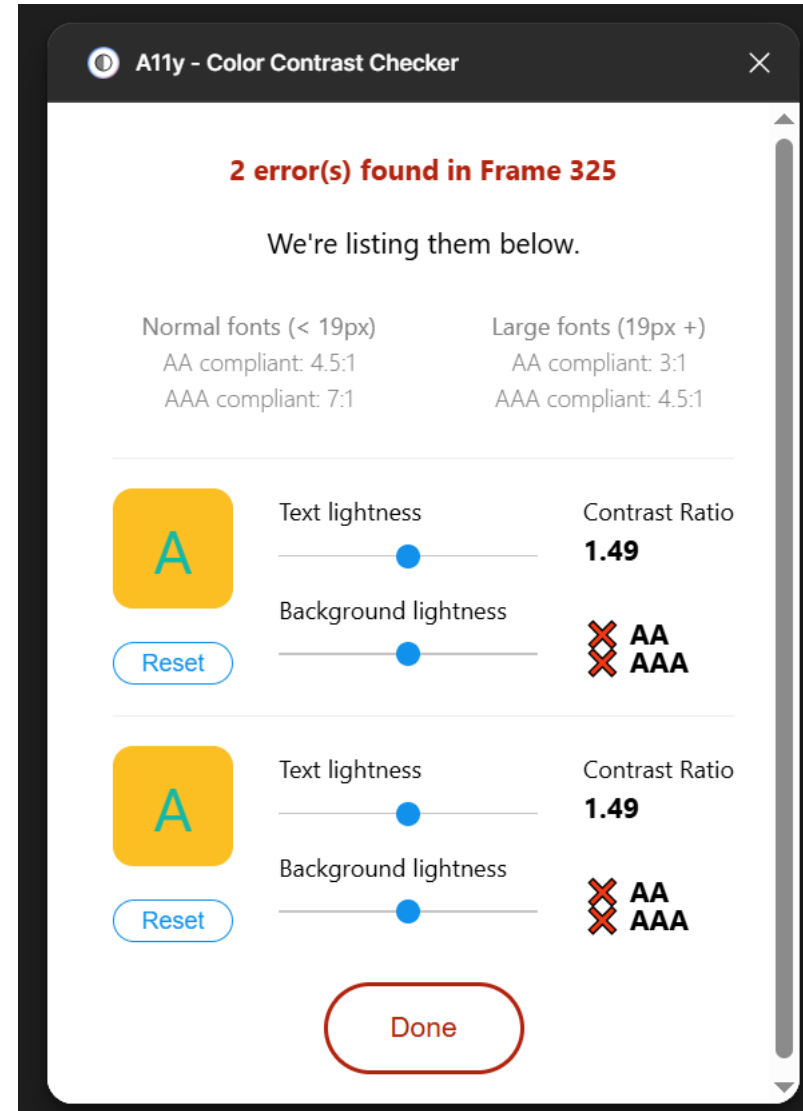 A11y - Color Contrast Checker
2 error(s) found in Frame 325
We're listing them below.
Normal fonts (< 19px)
AA compliant: 4.5:1
AAA compliant: 7:1
Large fonts (19px +)
AA compliant: 3:1
AAA compliant: 4.5:1
A
Reset
Text lightness
Background lightness
Contrast Ratio
1.49
AA
AAA
A
Reset
Text lightness
Background lightness
Contrast Ratio
1.49
AA
AAA
Done